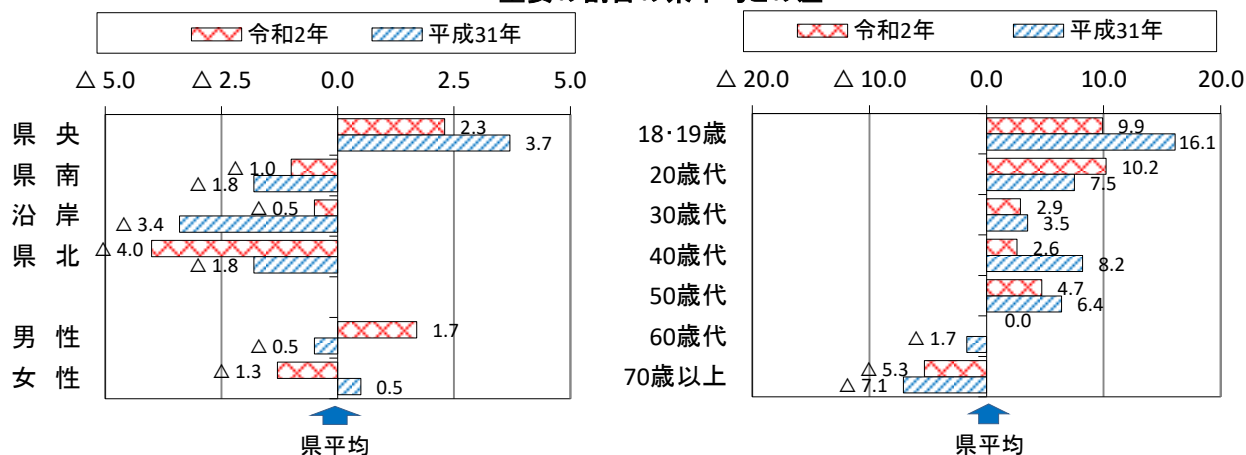 令和2年 平成31年
△ 5.0 △ 2.5 0.0 2.5 5.0
県 央 2.3
3.7
県 南 △ 1.0
△ 1.8
沿 岸 △ 0.5
△ 3.4
県 北 △ 4.0
△ 1.8
男 性 1.7
△ 0.5
女 性 △ 1.3
0.5
県平均
令和2年 平成31年
△ 20.0 △ 10.0 0.0 10.0 20.0
18・19歳 9.9
16.1
20歳代 10.2
7.5
30歳代 2.9
3.5
40歳代 2.6
8.2
50歳代 4.7
6.4
60歳代 0.0
△ 1.7
70歳以上 △ 5.3
△ 7.1
県平均